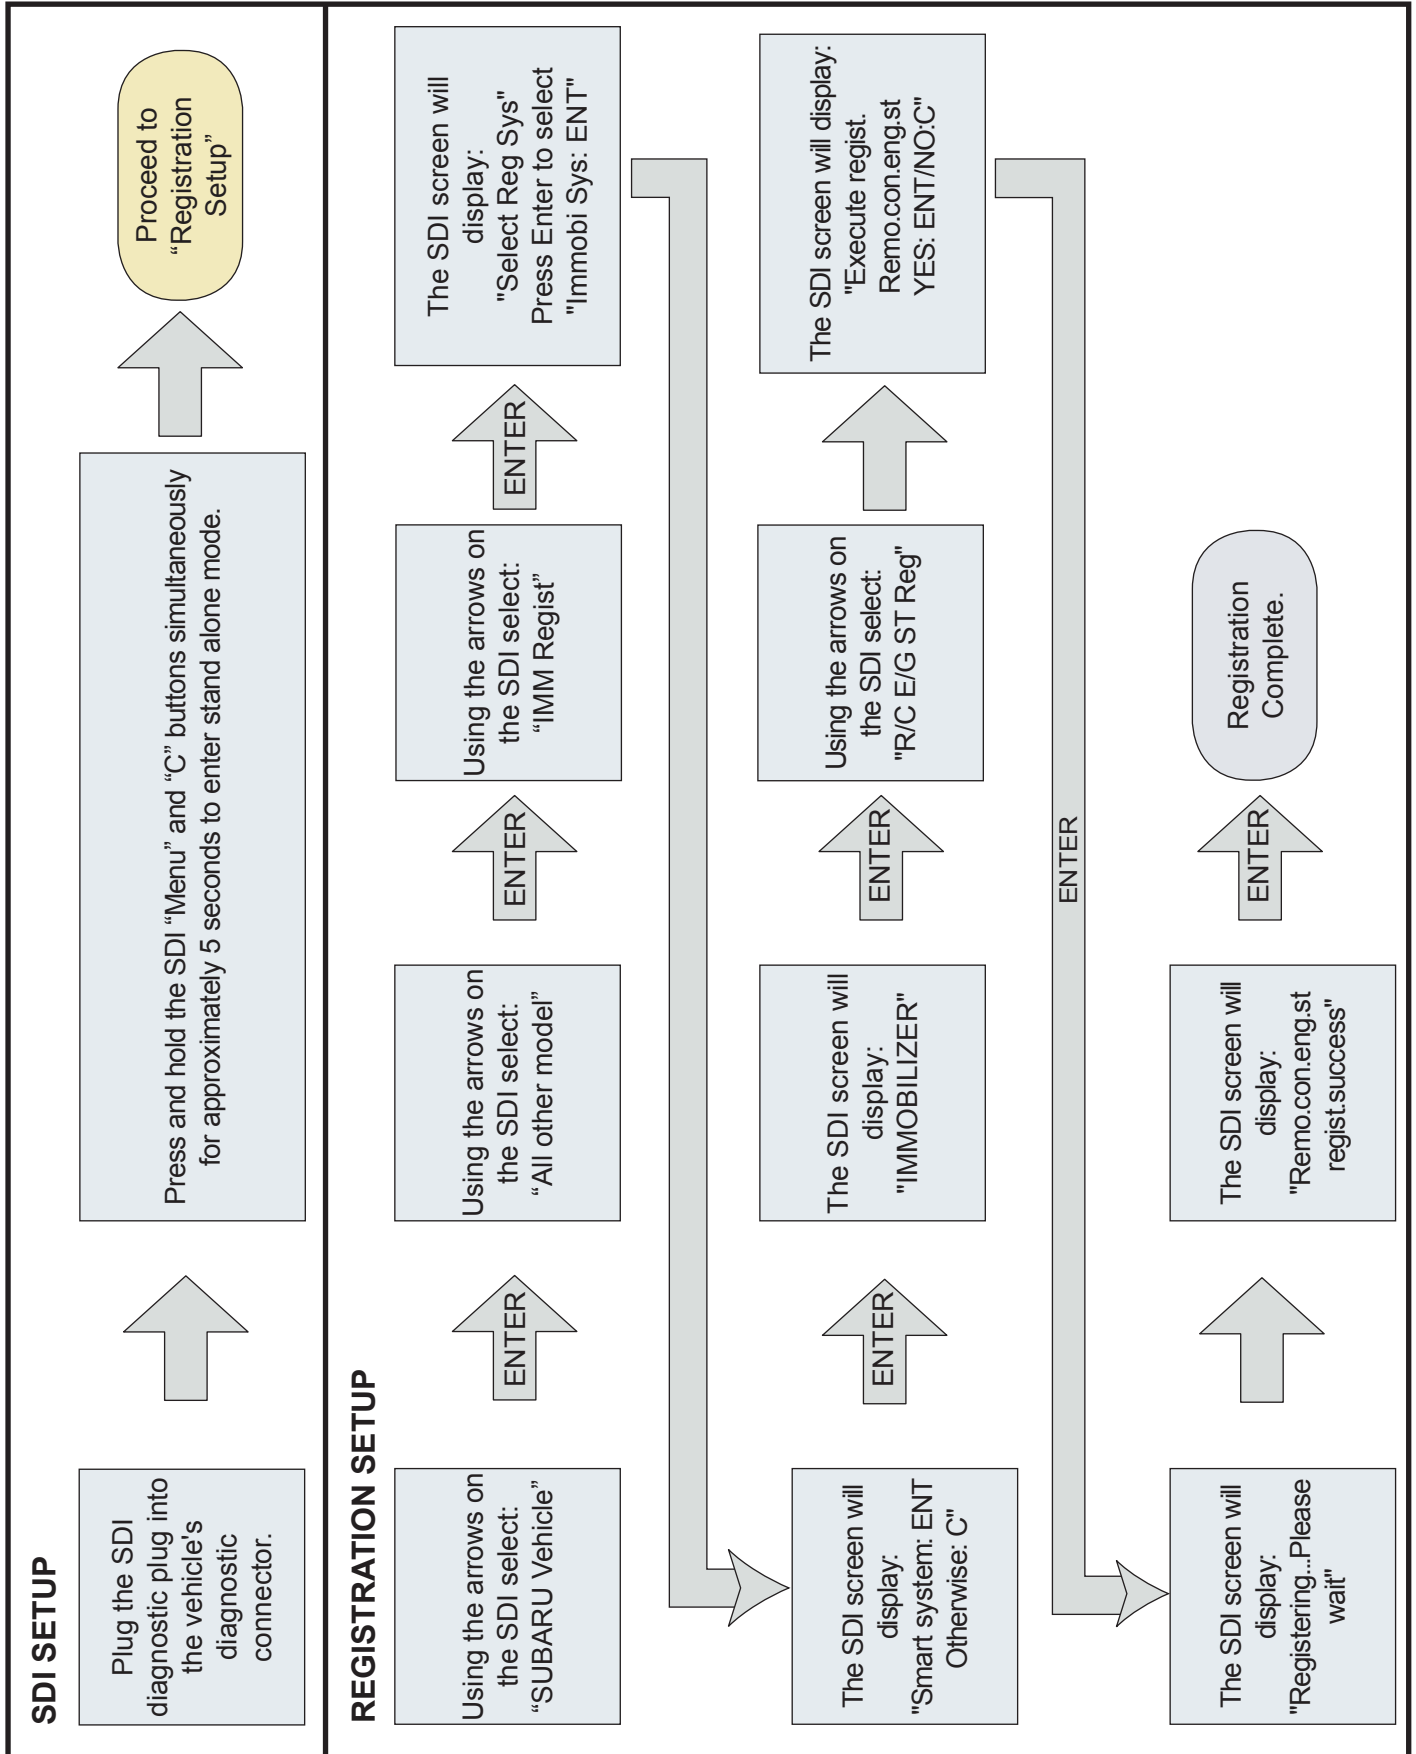 SDI SETUP
Plug the SDI
diagnostic plug into
the vehicle's
diagnostic
connector.
Press and hold the SDI “Menu” and “C” buttons simultaneously
for approximately 5 seconds to enter stand alone mode.
Proceed to
“Registration
Setup”
REGISTRATION SETUP
Using the arrows on
the SDI select:
“SUBARU Vehicle”
ENTER
Using the arrows on
the SDI select:
“All other model”
ENTER
Using the arrows on
the SDI select:
“IMM Regist”
ENTER
The SDI screen will
display:
"Select Reg Sys"
Press Enter to select
"Immobi Sys: ENT"
The SDI screen will
display:
"Smart system: ENT
Otherwise: C"
ENTER
The SDI screen will
display:
"IMMOBILIZER"
ENTER
Using the arrows on
the SDI select:
"R/C E/G ST Reg"
The SDI screen will display:
"Execute regist.
Remo.con.eng.st
YES: ENT/NO:C"
ENTER
The SDI screen will
display:
"Registering...Please
wait"
The SDI screen will
display:
"Remo.con.eng.st
regist.success"
ENTER
Registration
Complete.